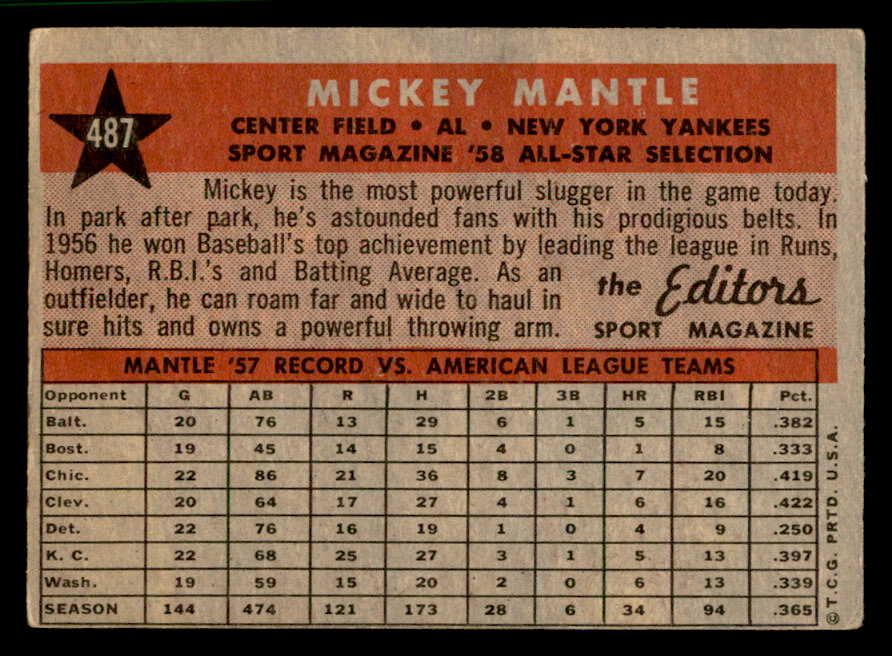 487
MICKEY MANTLE
CENTER FIELD • AL • NEW YORK YANKEES
SPORT MAGAZINE '58 ALL-STAR SELECTION
Mickey is the most powerful slugger in the game today.
In park after park, he's astounded fans with his prodigious belts. In
1956 he won Baseball's top achievement by leading the league in Runs,
Homers, R.B.I.'s and Batting Average. As an
outfielder, he can roam far and wide to haul in
sure hits and owns a powerful throwing arm.
the Editors
SPORT MAGAZINE
MANTLE '57 RECORD VS. AMERICAN LEAGUE TEAMS
Opponent G AB R H 2B 3B HR RBI Pct.
Balt. 20 76 13 29 6 1 5 15 .382
Bost. 19 45 14 15 4 0 1 8 .333
Chic. 22 86 21 36 8 3 7 20 .419
Clev. 20 64 17 27 4 1 6 16 .422
Det. 22 76 16 19 1 0 4 9 .250
K. C. 22 68 25 27 3 1 5 13 .397
Wash. 19 59 15 20 2 0 6 13 .339
SEASON 144 474 121 173 28 6 34 94 .365
©T.C.G. PRTD. U.S.A.